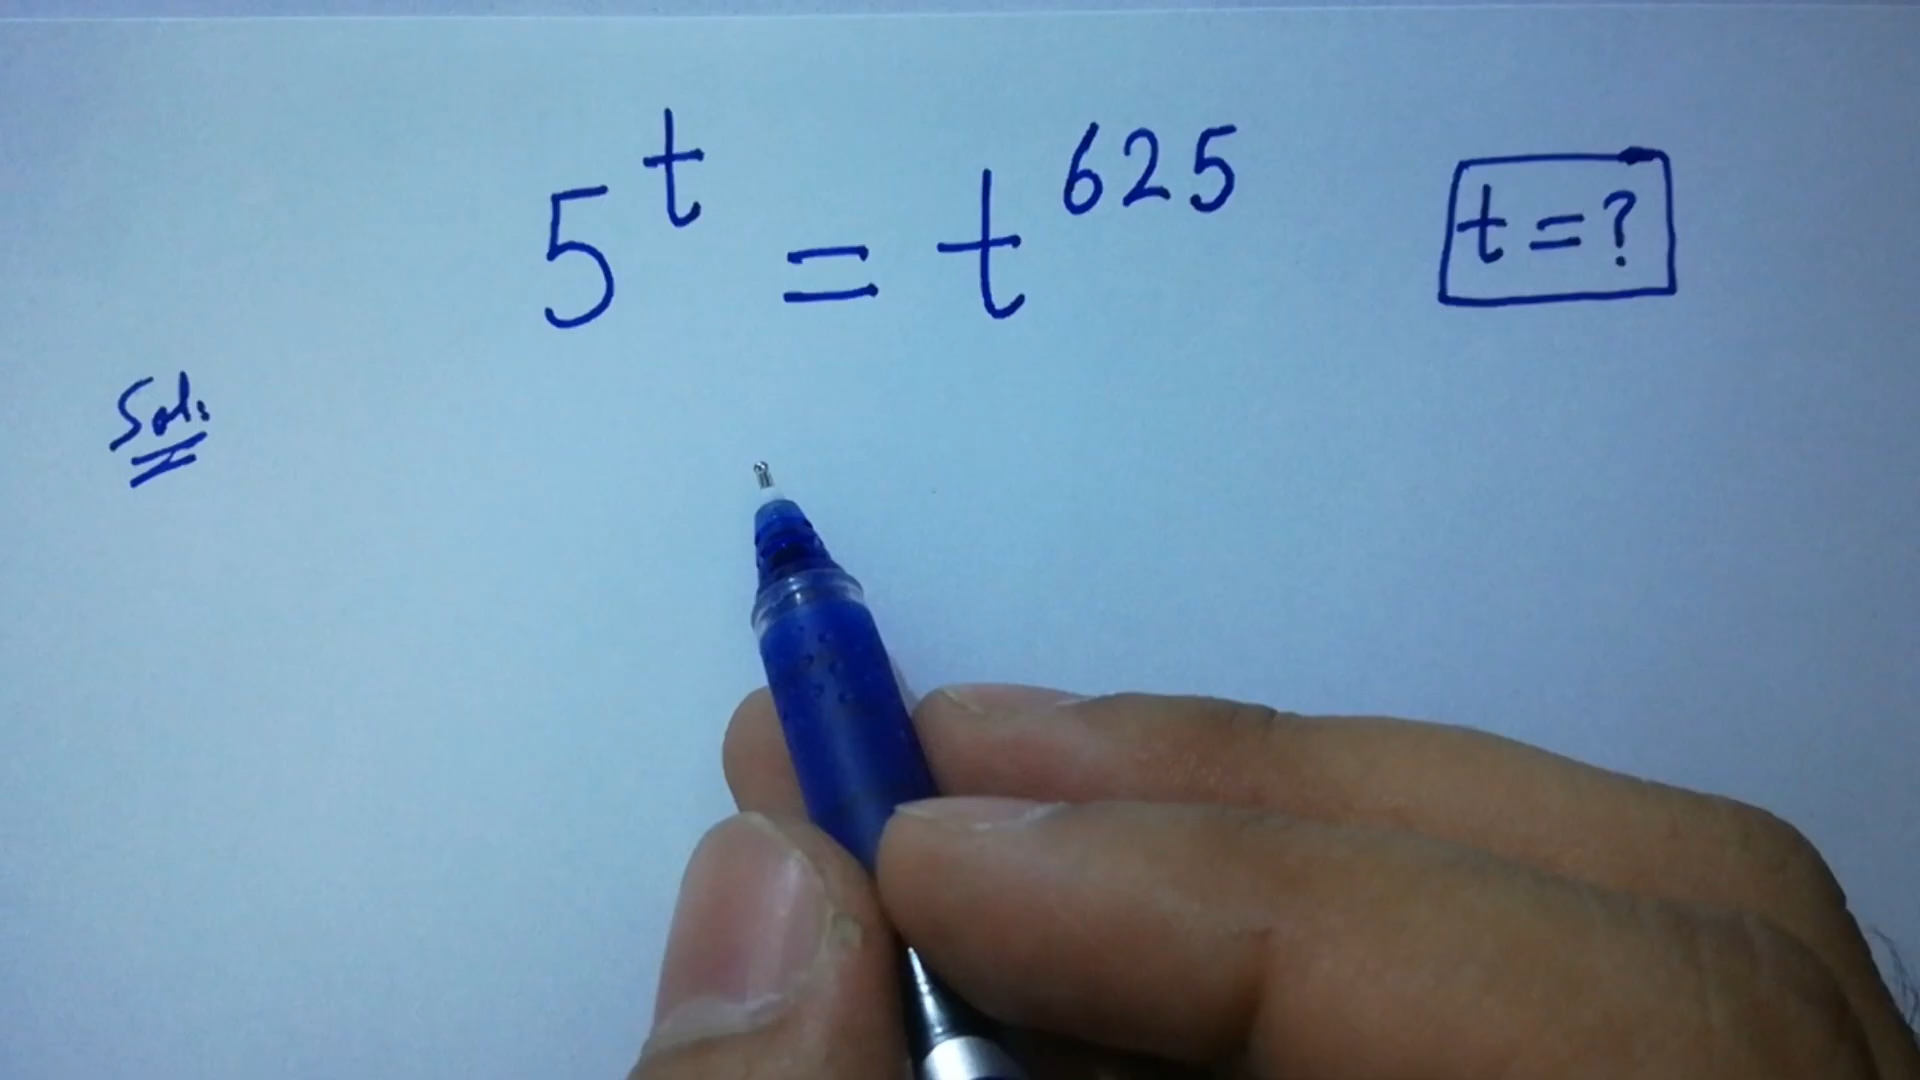 5^t = t^625
t = ?
Sol: